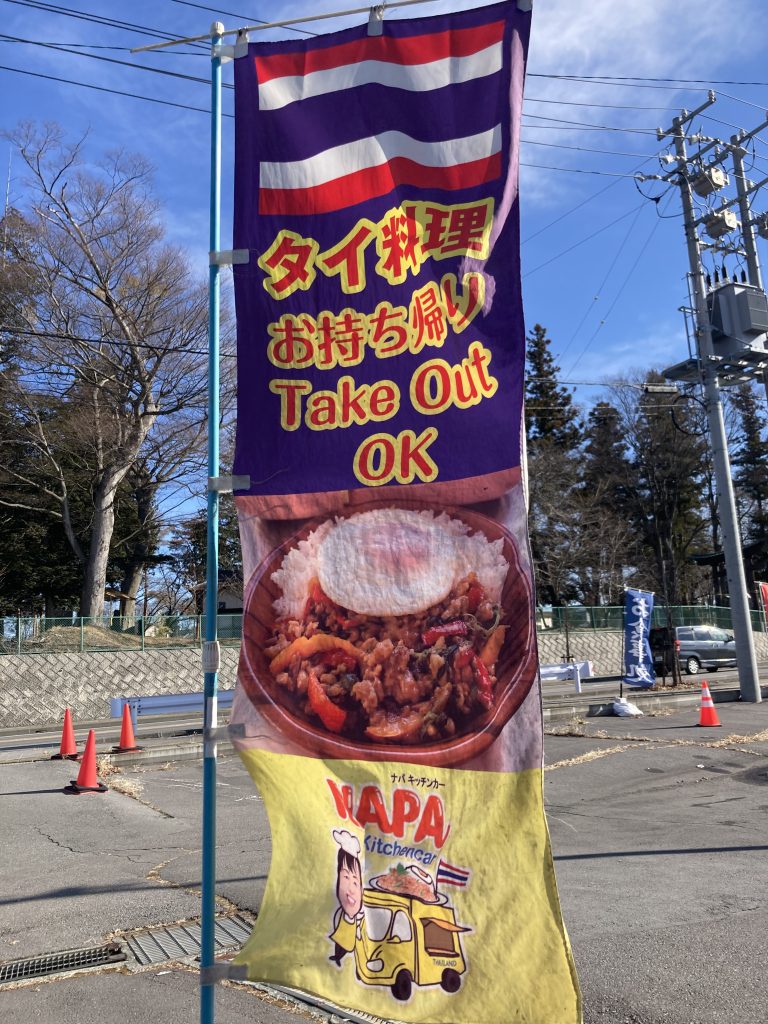 タイ料理
お持ち帰り
Take Out
OK
ナパ キッチンカー
NAPA
Kitchencar
THAILAND